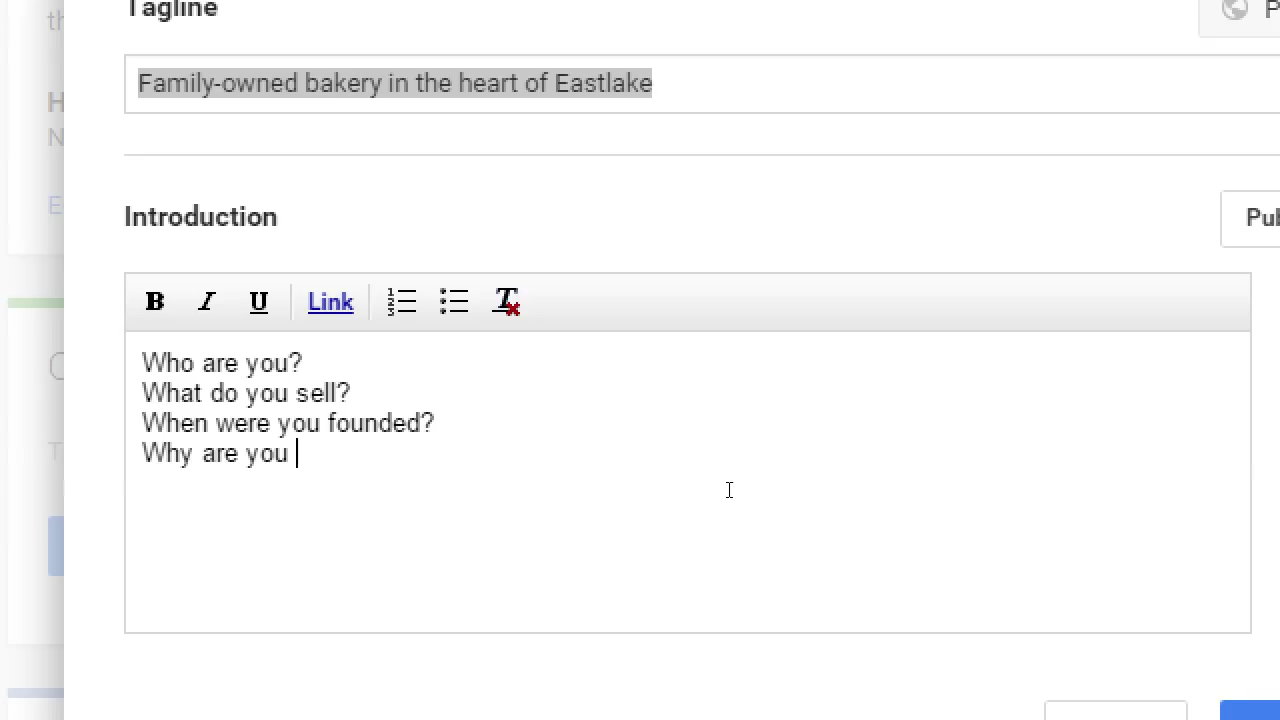 Tagline
Family-owned bakery in the heart of Eastlake
Introduction
B I U Link
Who are you?
What do you sell?
When were you founded?
Why are you